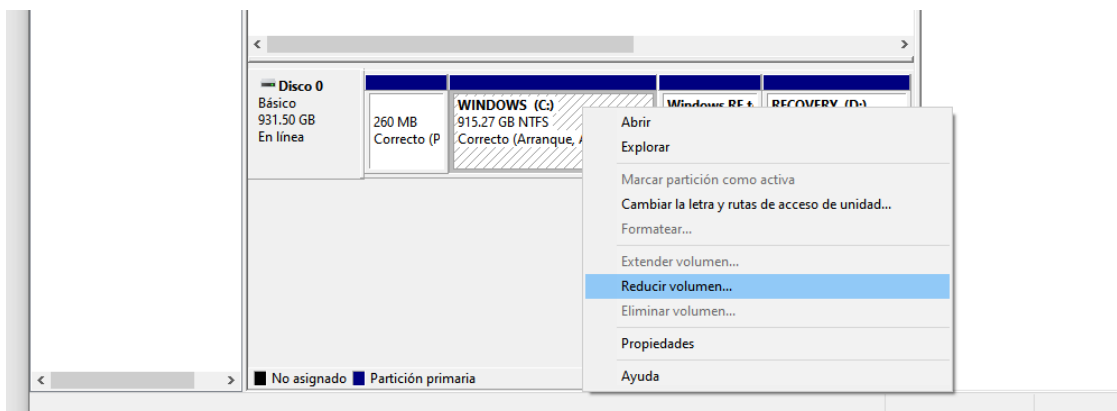 Disco 0
Básico
931.50 GB
En línea
260 MB
Correcto (P
WINDOWS (C:)
915.27 GB NTFS
Correcto (Arranque, A
Windows RE t
RECOVERY (D:)
Abrir
Explorar
Marcar partición como activa
Cambiar la letra y rutas de acceso de unidad...
Formatear...
Extender volumen...
Reducir volumen...
Eliminar volumen...
Propiedades
Ayuda
No asignado Partición primaria